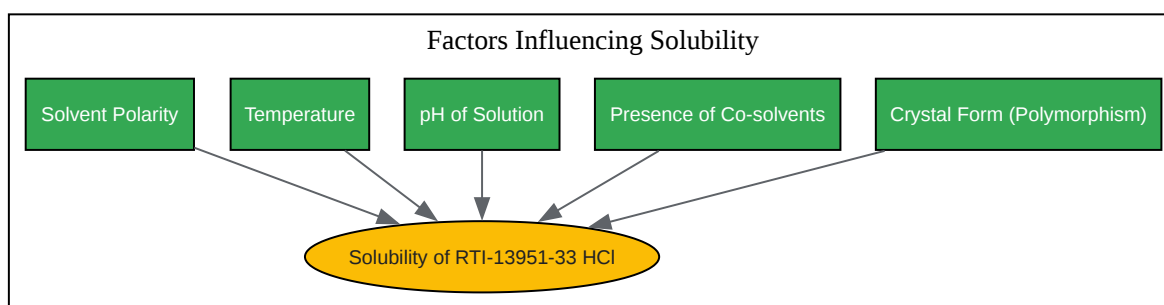 Factors Influencing Solubility
Solvent Polarity
Temperature
pH of Solution
Presence of Co-solvents
Crystal Form (Polymorphism)
Solubility of RTI-13951-33 HCl